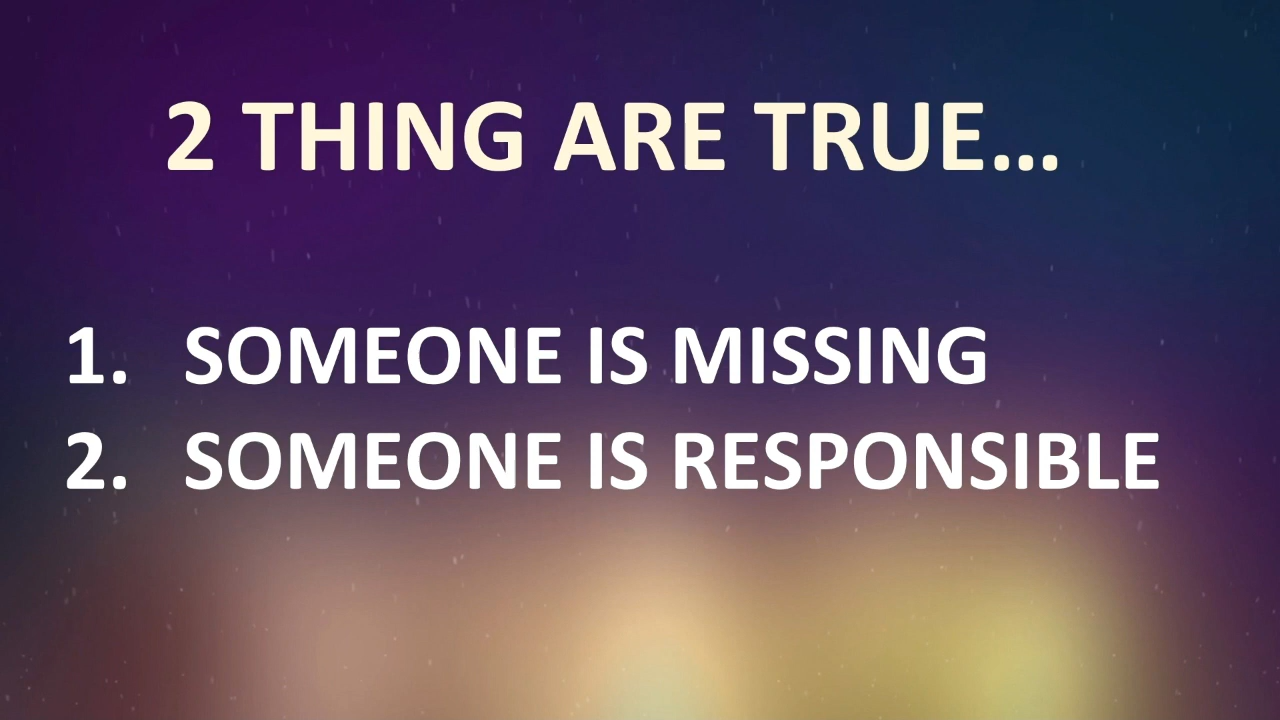 2 THING ARE TRUE…
1. SOMEONE IS MISSING
2. SOMEONE IS RESPONSIBLE